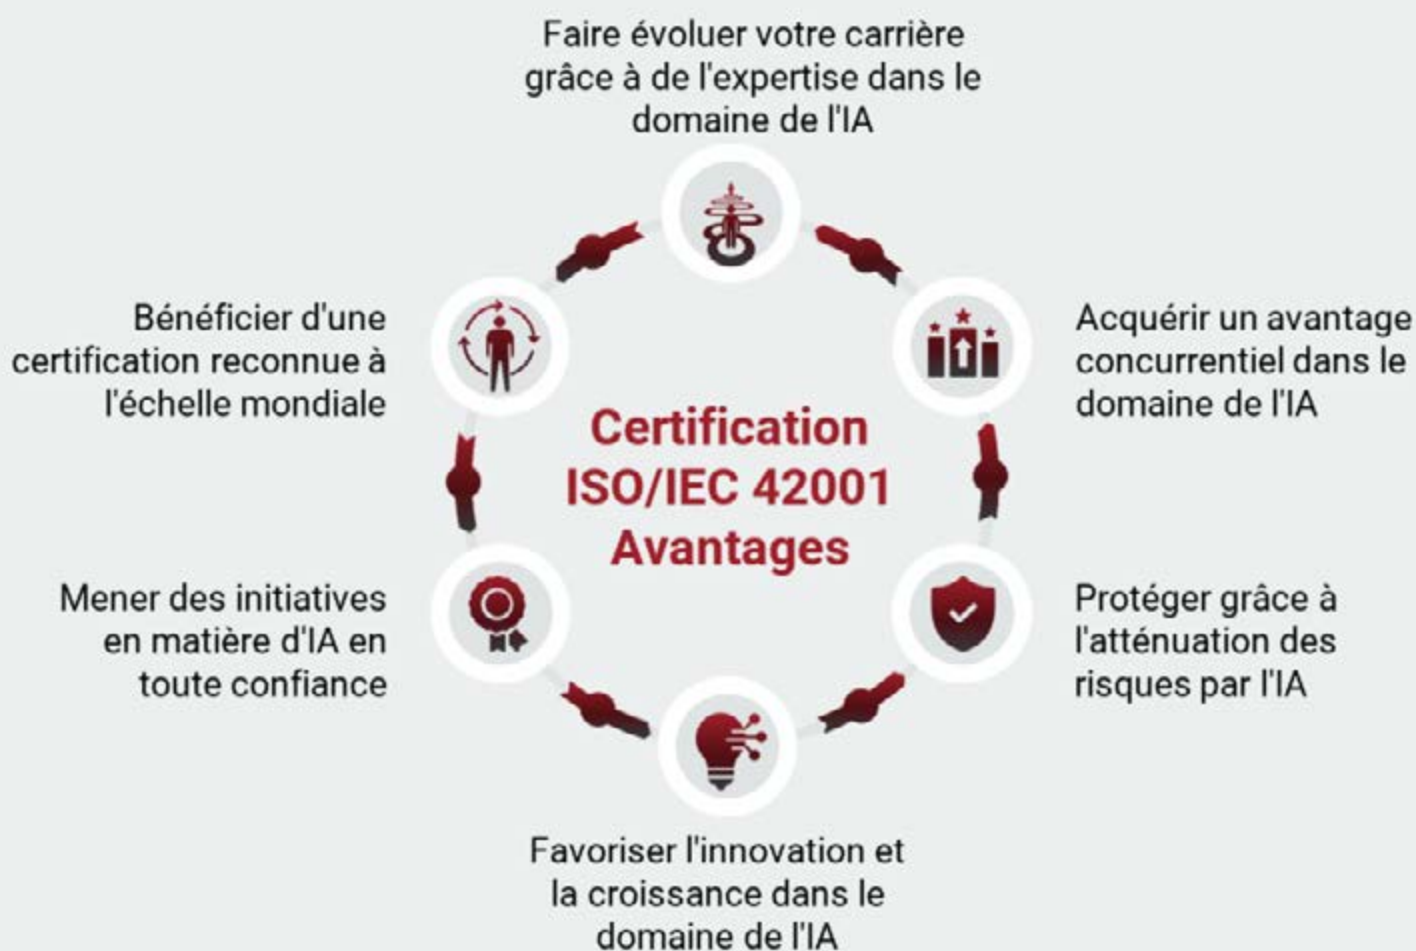 Faire évoluer votre carrière
grâce à de l'expertise dans le
domaine de l'IA
Bénéficier d'une
certification reconnue à
l'échelle mondiale
Acquérir un avantage
concurrentiel dans le
domaine de l'IA
Certification
ISO/IEC 42001
Avantages
Mener des initiatives
en matière d'IA en
toute confiance
Protéger grâce à
l'atténuation des
risques par l'IA
Favoriser l'innovation et
la croissance dans le
domaine de l'IA